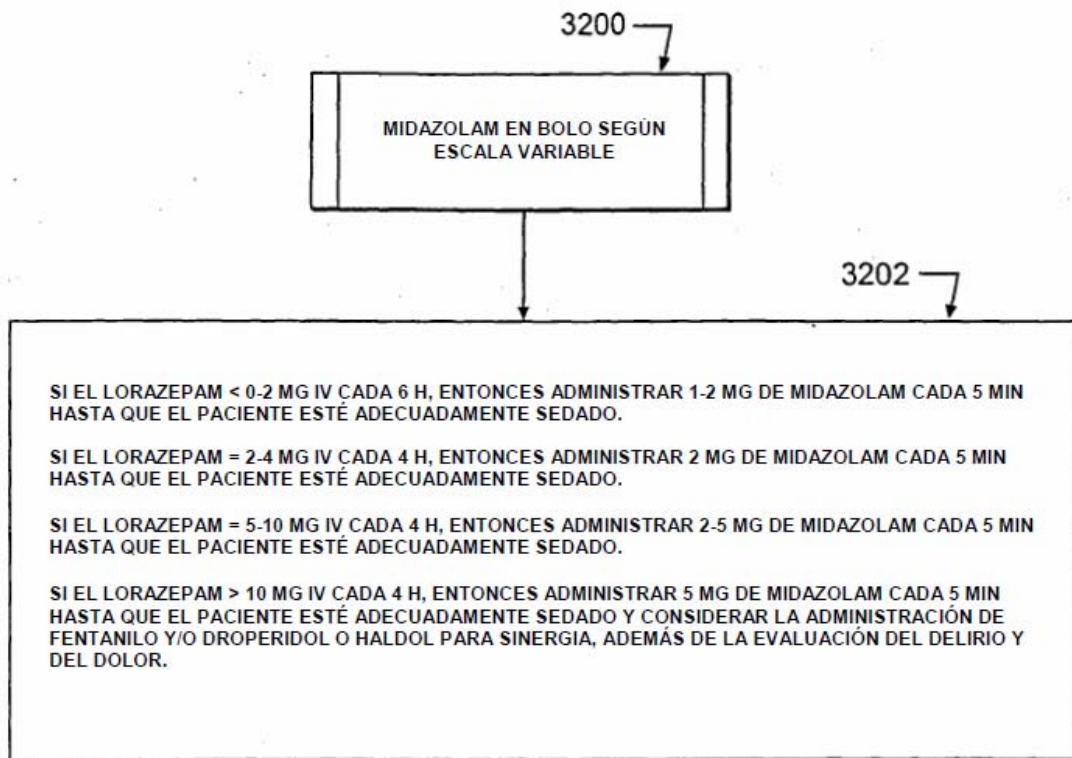 3200
MIDAZOLAM EN BOLO SEGÚN
ESCALA VARIABLE
3202
SI EL LORAZEPAM < 0-2 MG IV CADA 6 H, ENTONCES ADMINISTRAR 1-2 MG DE MIDAZOLAM CADA 5 MIN
HASTA QUE EL PACIENTE ESTÉ ADECUADAMENTE SEDADO.
SI EL LORAZEPAM = 2-4 MG IV CADA 4 H, ENTONCES ADMINISTRAR 2 MG DE MIDAZOLAM CADA 5 MIN
HASTA QUE EL PACIENTE ESTÉ ADECUADAMENTE SEDADO.
SI EL LORAZEPAM = 5-10 MG IV CADA 4 H, ENTONCES ADMINISTRAR 2-5 MG DE MIDAZOLAM CADA 5 MIN
HASTA QUE EL PACIENTE ESTÉ ADECUADAMENTE SEDADO.
SI EL LORAZEPAM > 10 MG IV CADA 4 H, ENTONCES ADMINISTRAR 5 MG DE MIDAZOLAM CADA 5 MIN
HASTA QUE EL PACIENTE ESTÉ ADECUADAMENTE SEDADO Y CONSIDERAR LA ADMINISTRACIÓN DE
FENTANILO Y/O DROPERIDOL O HALDOL PARA SINERGIA, ADEMÁS DE LA EVALUACIÓN DEL DELIRIO Y
DEL DOLOR.